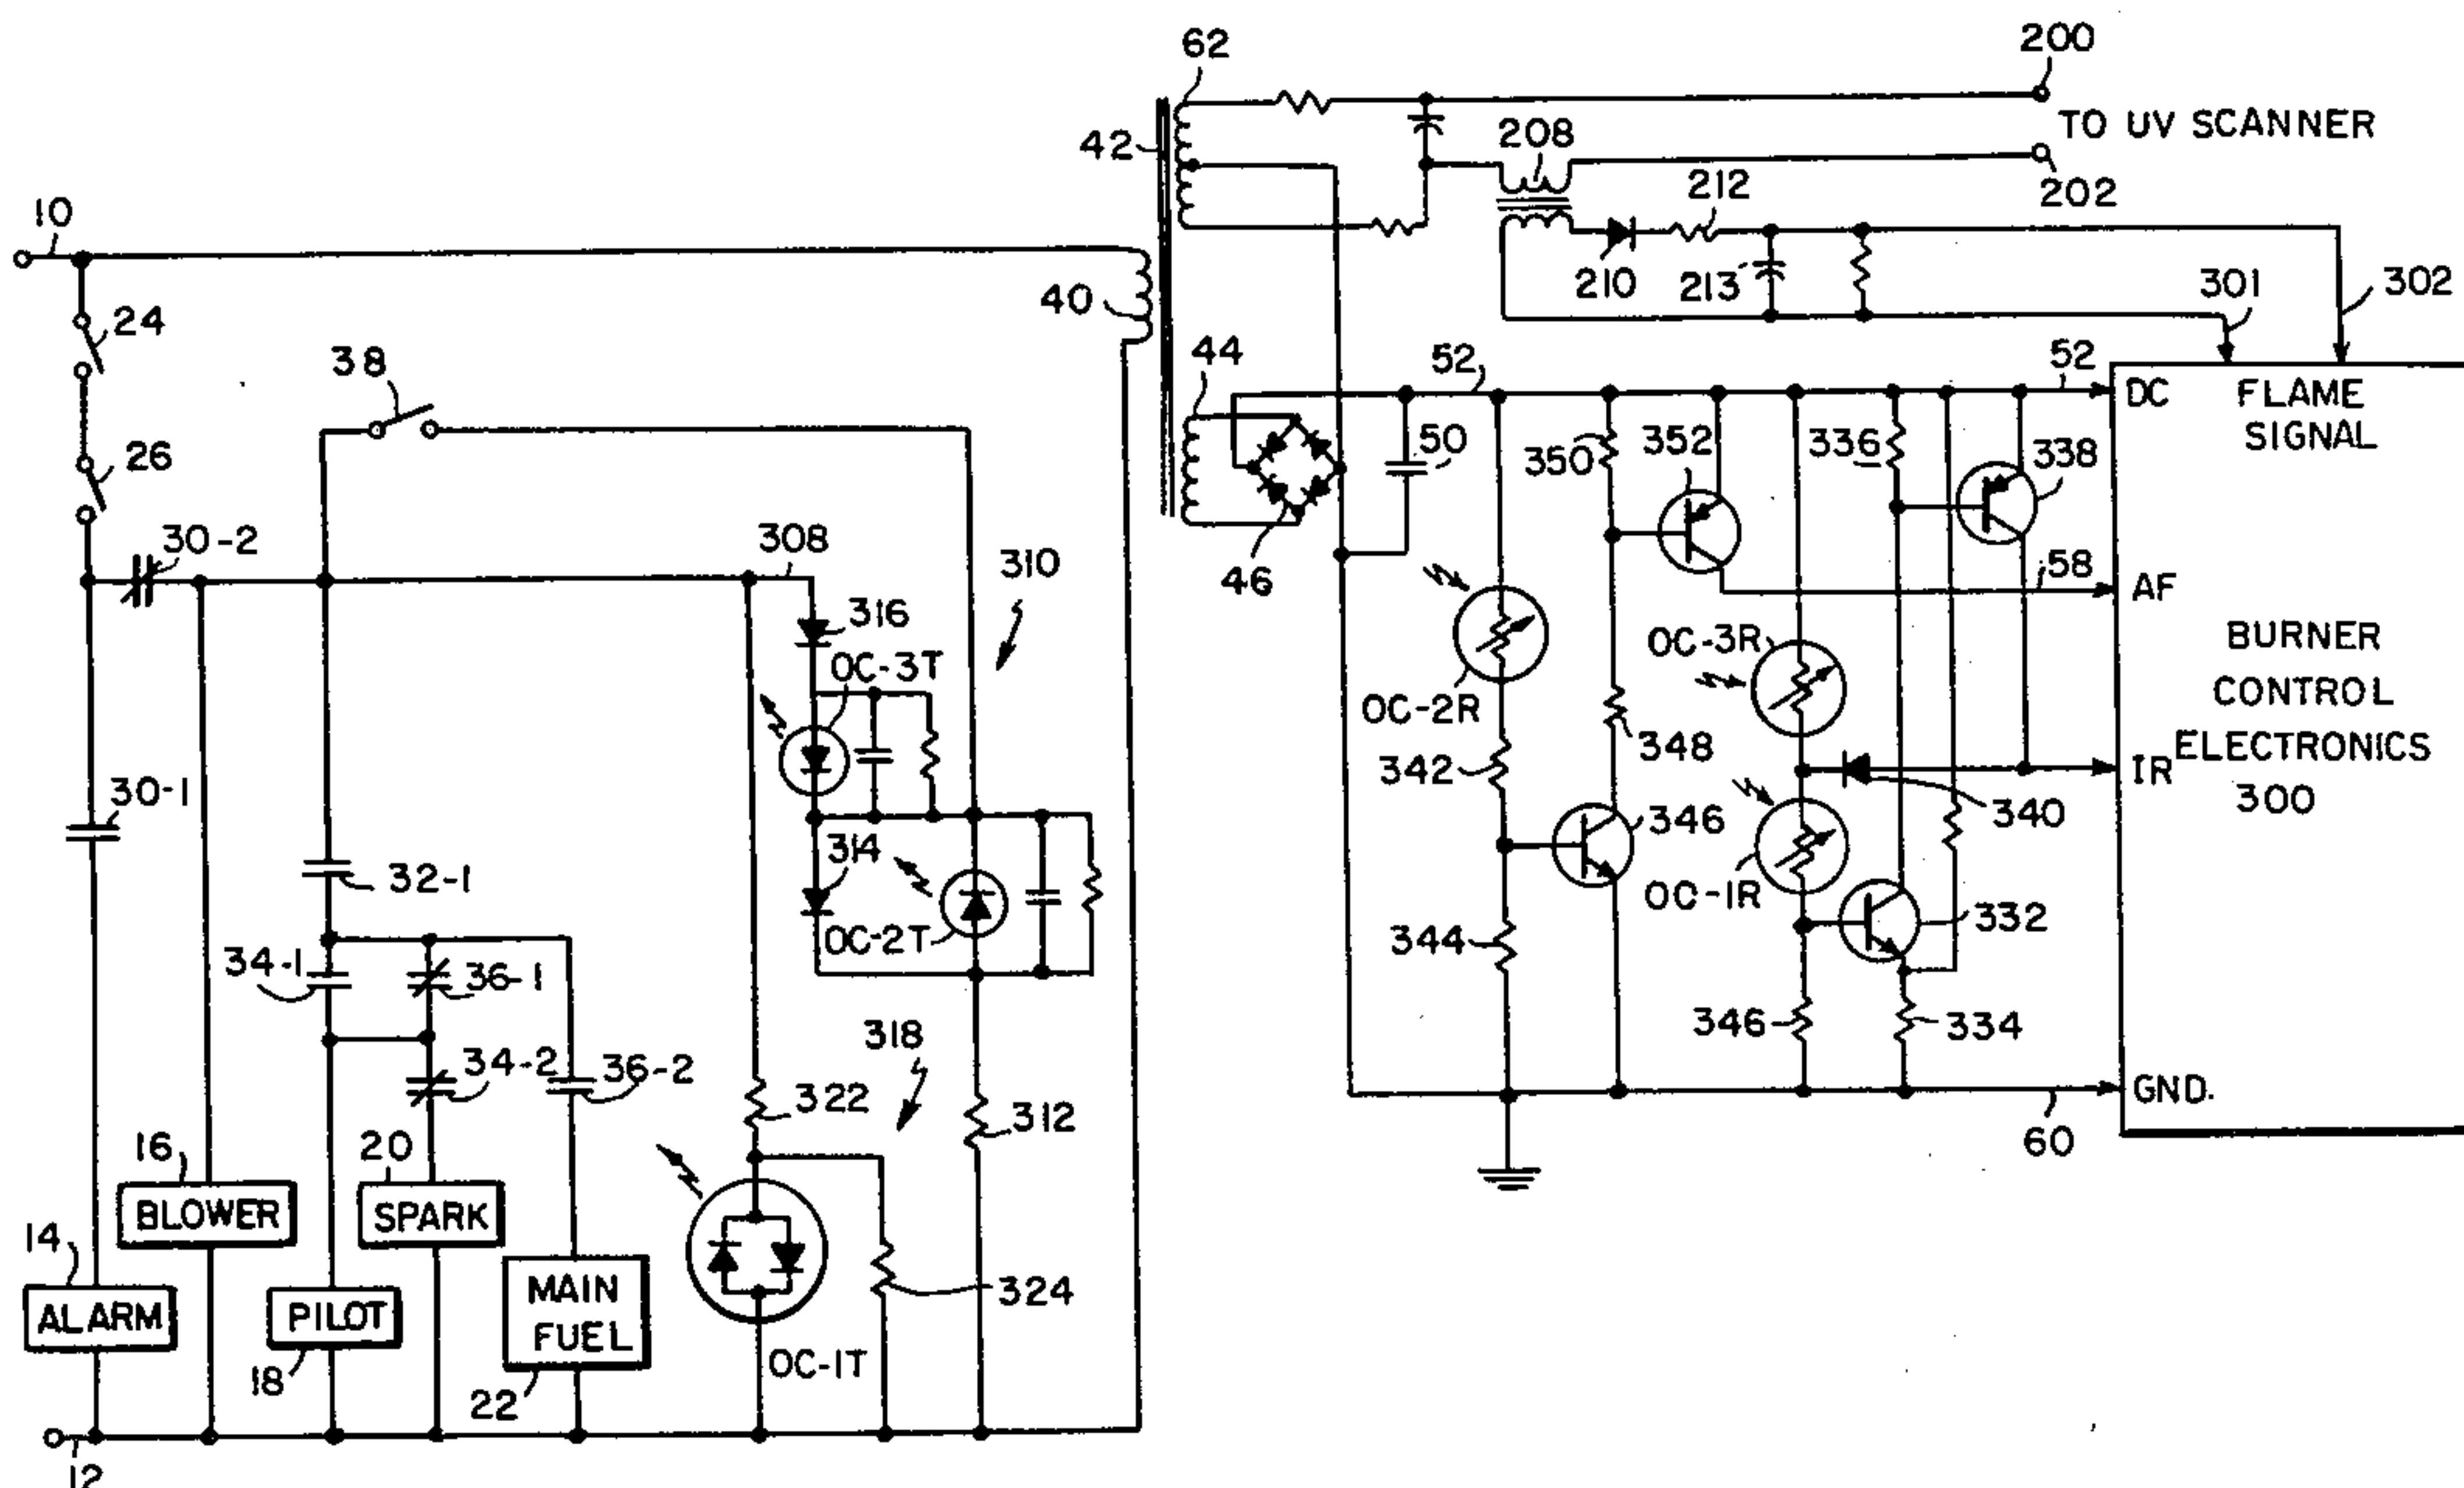 62
200
42
208
TO UV SCANNER
212
202
10
40
210
213
301
302
24
38
44
52
52
DC
FLAME
SIGNAL
26
50
350
352
336
338
30-2
308
310
46
58
AF
316
OC-3T
OC-3R
BURNER
CONTROL
ELECTRONICS
300
OC-2R
342
348
IR
340
30-1
314
346
OC-1R
32-1
OC-2T
344
332
34-1
36-1
346
334
318
34-2
36-2
322
312
GND.
60
16
20
BLOWER
SPARK
14
ALARM
PILOT
MAIN
FUEL
324
18
22
OC-1T
12